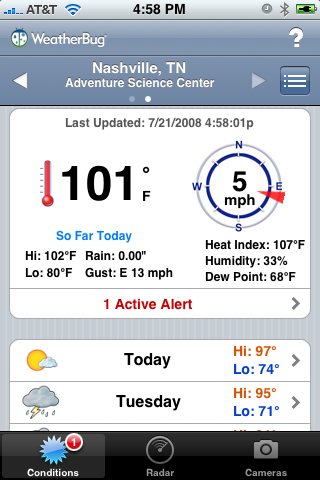 AT&T 4:58 PM
WeatherBug ?
Nashville, TN
Adventure Science Center
Last Updated: 7/21/2008 4:58:01p
101° F
N
W E
S
5
mph
So Far Today
Hi: 102°F Rain: 0.00"
Lo: 80°F Gust: E 13 mph
Heat Index: 107°F
Humidity: 33%
Dew Point: 68°F
1 Active Alert
Today Hi: 97°
Lo: 74°
Tuesday Hi: 95°
Lo: 71°
1
Conditions Radar Cameras